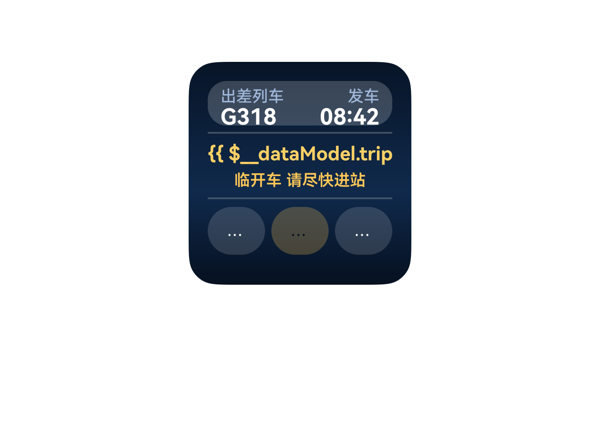 出差列车 发车
G318 08:42
{{ $__dataModel.trip
临开车 请尽快进站
... ... ...